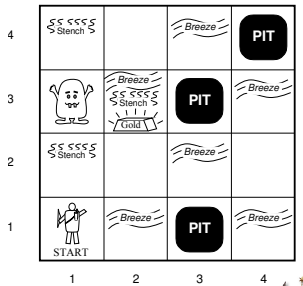 4
Stench
Breeze
PIT
3
Breeze
Stench
Gold
PIT
Breeze
2
Stench
Breeze
1
START
Breeze
PIT
Breeze
1 2 3 4